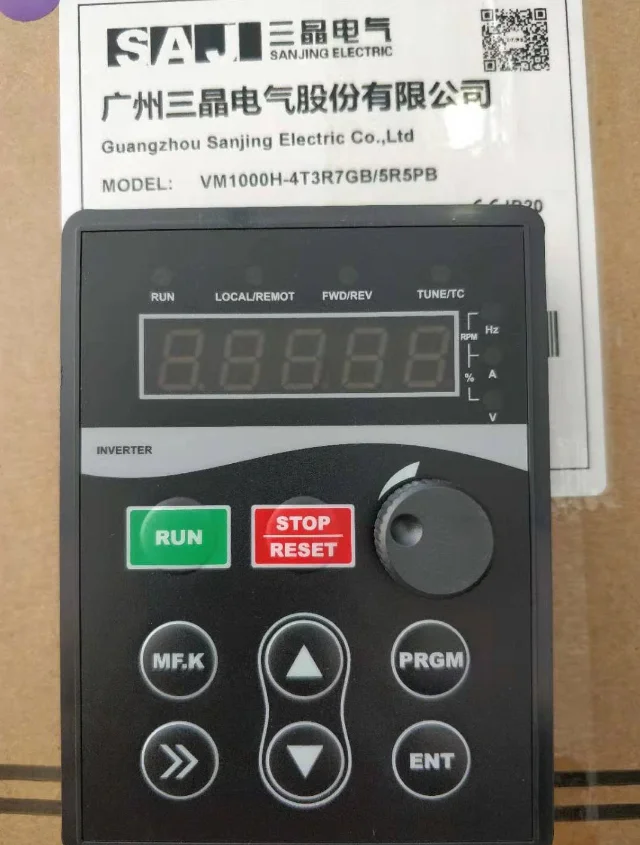 SAJ 三晶电气
SANJING ELECTRIC
广州三晶电气股份有限公司
Guangzhou Sanjing Electric Co.,Ltd
MODEL: VM1000H-4T3R7GB/5R5PB
IP20
RUN LOCAL/REMOT FWD/REV TUNE/TC
Hz
RPM
A
%
V
INVERTER
RUN
STOP
RESET
MF.K
PRGM
ENT